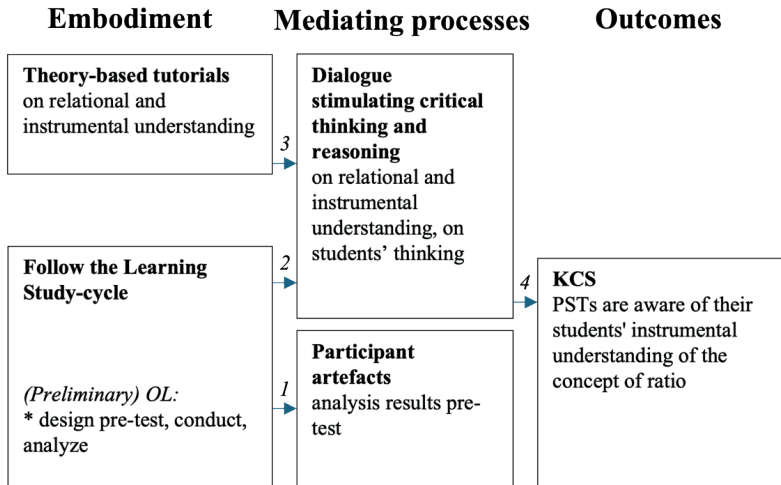 Embodiment
Mediating processes
Outcomes
Theory-based tutorials
on relational and
instrumental understanding
3
Dialogue
stimulating critical
thinking and
reasoning
on relational and
instrumental
understanding, on
students’ thinking
Follow the Learning
Study-cycle
2
(Preliminary) OL:
* design pre-test, conduct,
analyze
1
Participant
artefacts
analysis results pre-
test
4
KCS
PSTs are aware of their
students' instrumental
understanding of the
concept of ratio